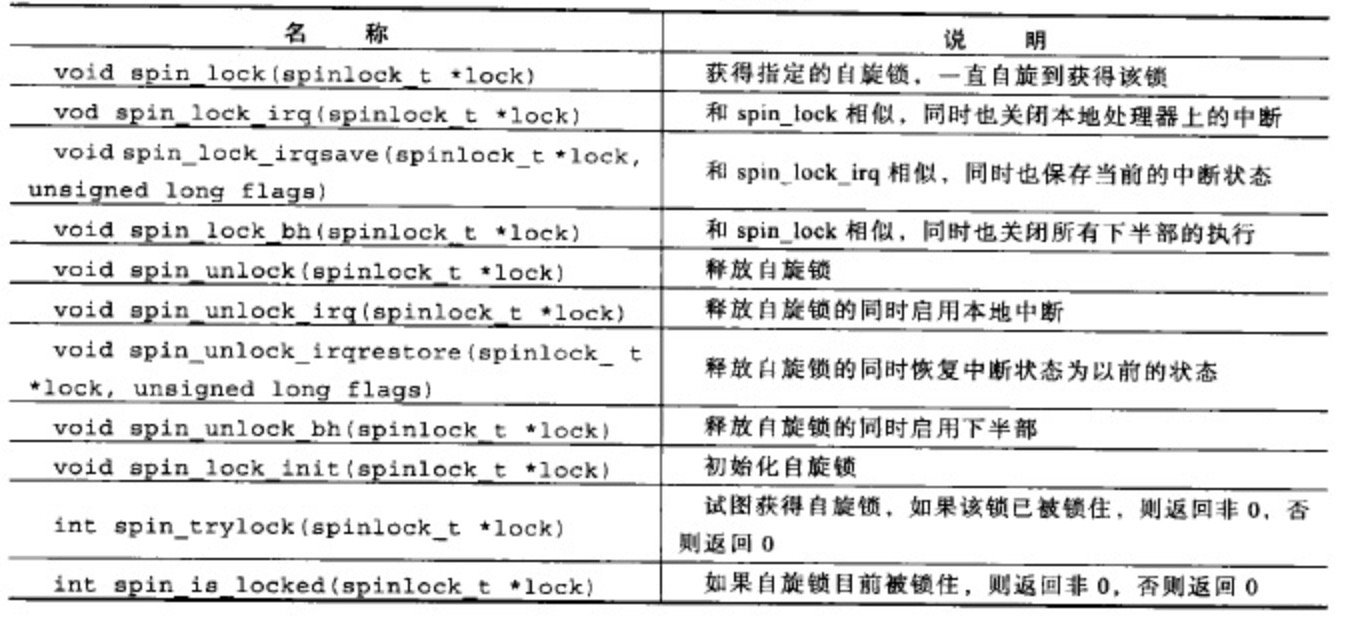 名 称 说 明
void spin_lock(spinlock_t *lock) 获得指定的自旋锁，一直自旋到获得该锁
vod spin_lock_irq(spinlock_t *lock) 和 spin_lock 相似，同时也关闭本地处理器上的中断
void spin_lock_irqsave(spinlock_t *lock,
unsigned long flags) 和 spin_lock_irq 相似，同时也保存当前的中断状态
void spin_lock_bh(spinlock_t *lock) 和 spin_lock 相似，同时也关闭所有下半部的执行
void spin_unlock(spinlock_t *lock) 释放自旋锁
void spin_unlock_irq(spinlock_t *lock) 释放自旋锁的同时启用本地中断
void spin_unlock_irqrestore(spinlock_ t
*lock, unsigned long flags) 释放自旋锁的同时恢复中断状态为以前的状态
void spin_unlock_bh(spinlock_t *lock) 释放自旋锁的同时启用下半部
void spin_lock_init(spinlock_t *lock) 初始化自旋锁
int spin_trylock(spinlock_t *lock) 试图获得自旋锁，如果该锁已被锁住，则返回非 0，否
则返回 0
int spin_is_locked(spinlock_t *lock) 如果自旋锁目前被锁住，则返回非 0，否则返回 0